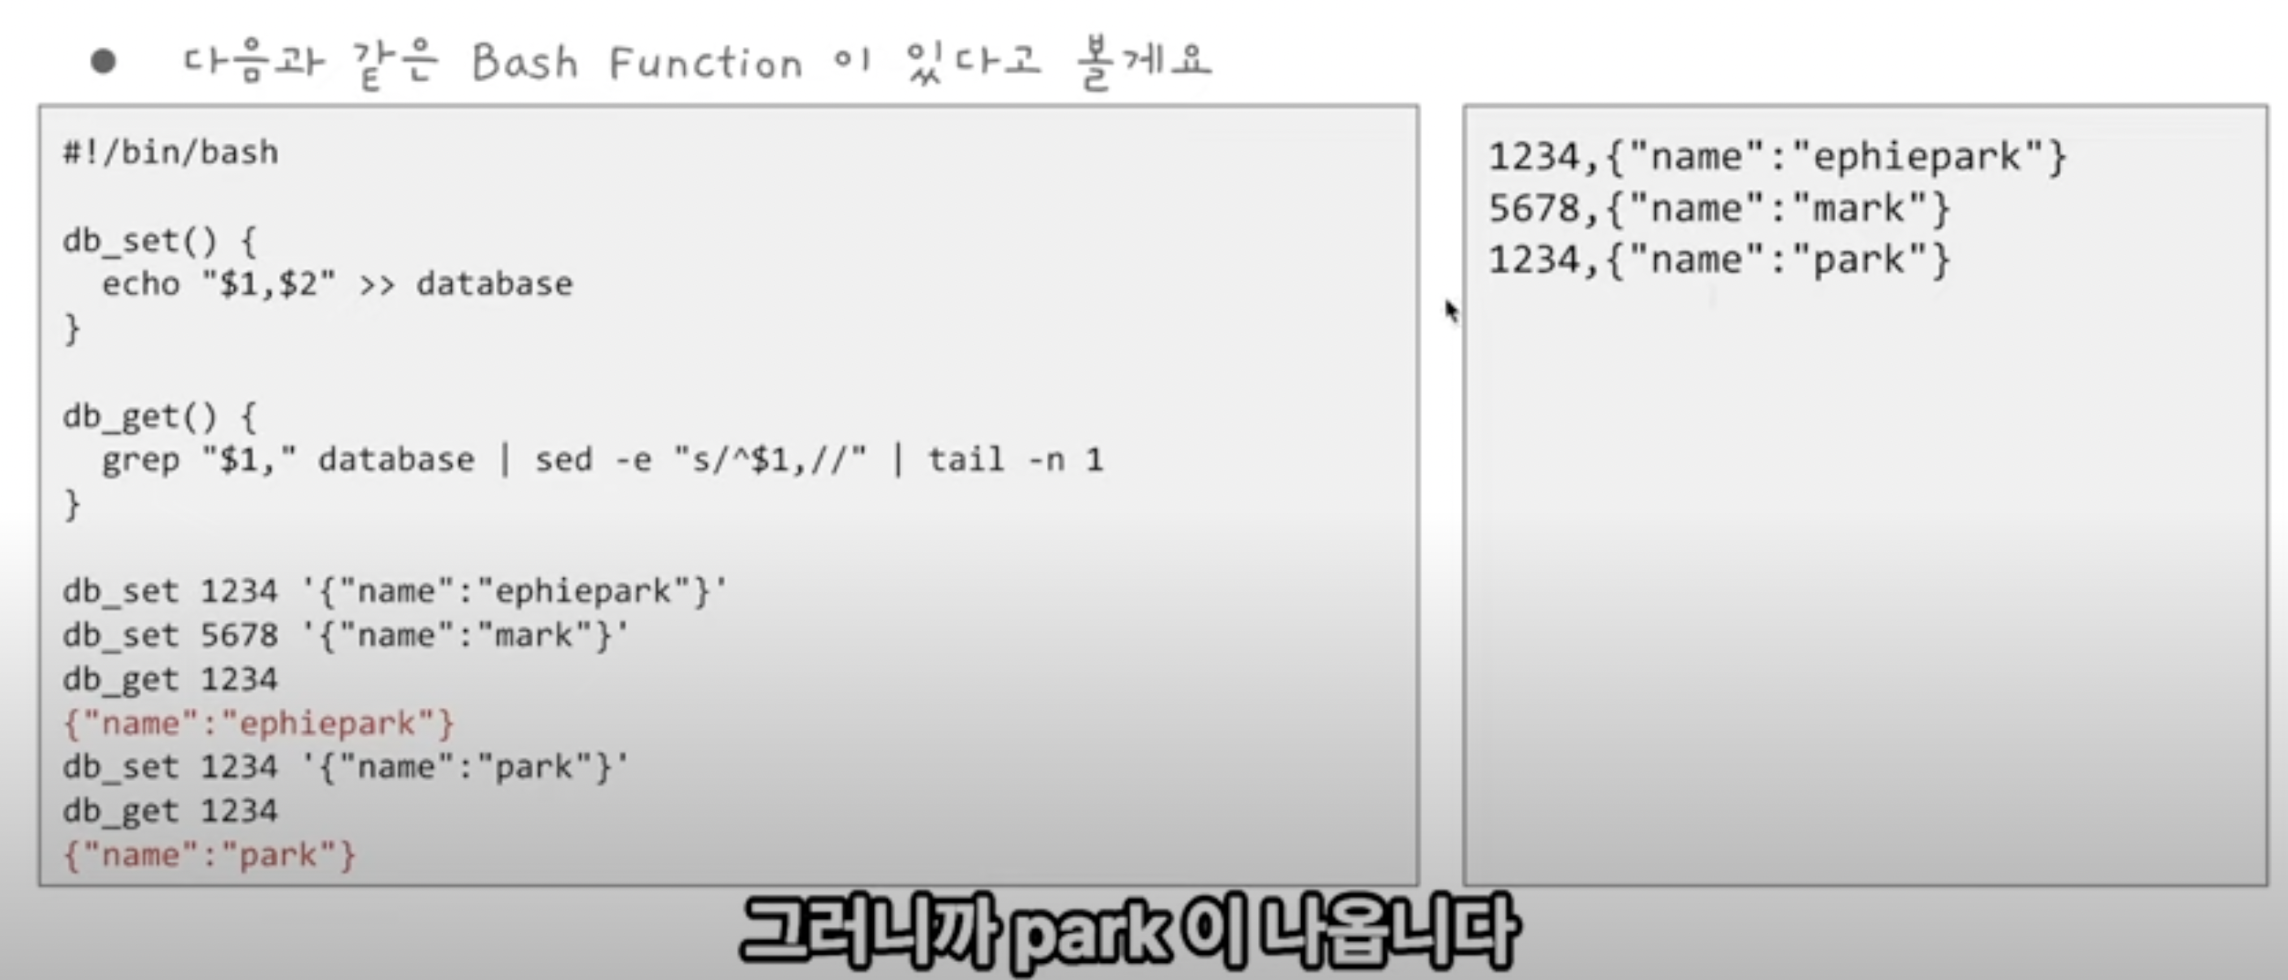 ● 다음과 같은 Bash Function 이 있다고 볼게요
#!/bin/bash
db_set() {
  echo "$1,$2" >> database
}
db_get() {
  grep "$1," database | sed -e "s/^$1,//" | tail -n 1
}
db_set 1234 '{"name":"ephiepark"}'
db_set 5678 '{"name":"mark"}'
db_get 1234
{"name":"ephiepark"}
db_set 1234 '{"name":"park"}'
db_get 1234
{"name":"park"}
1234,{"name":"ephiepark"}
5678,{"name":"mark"}
1234,{"name":"park"}
그러니까 park 이 나옵니다